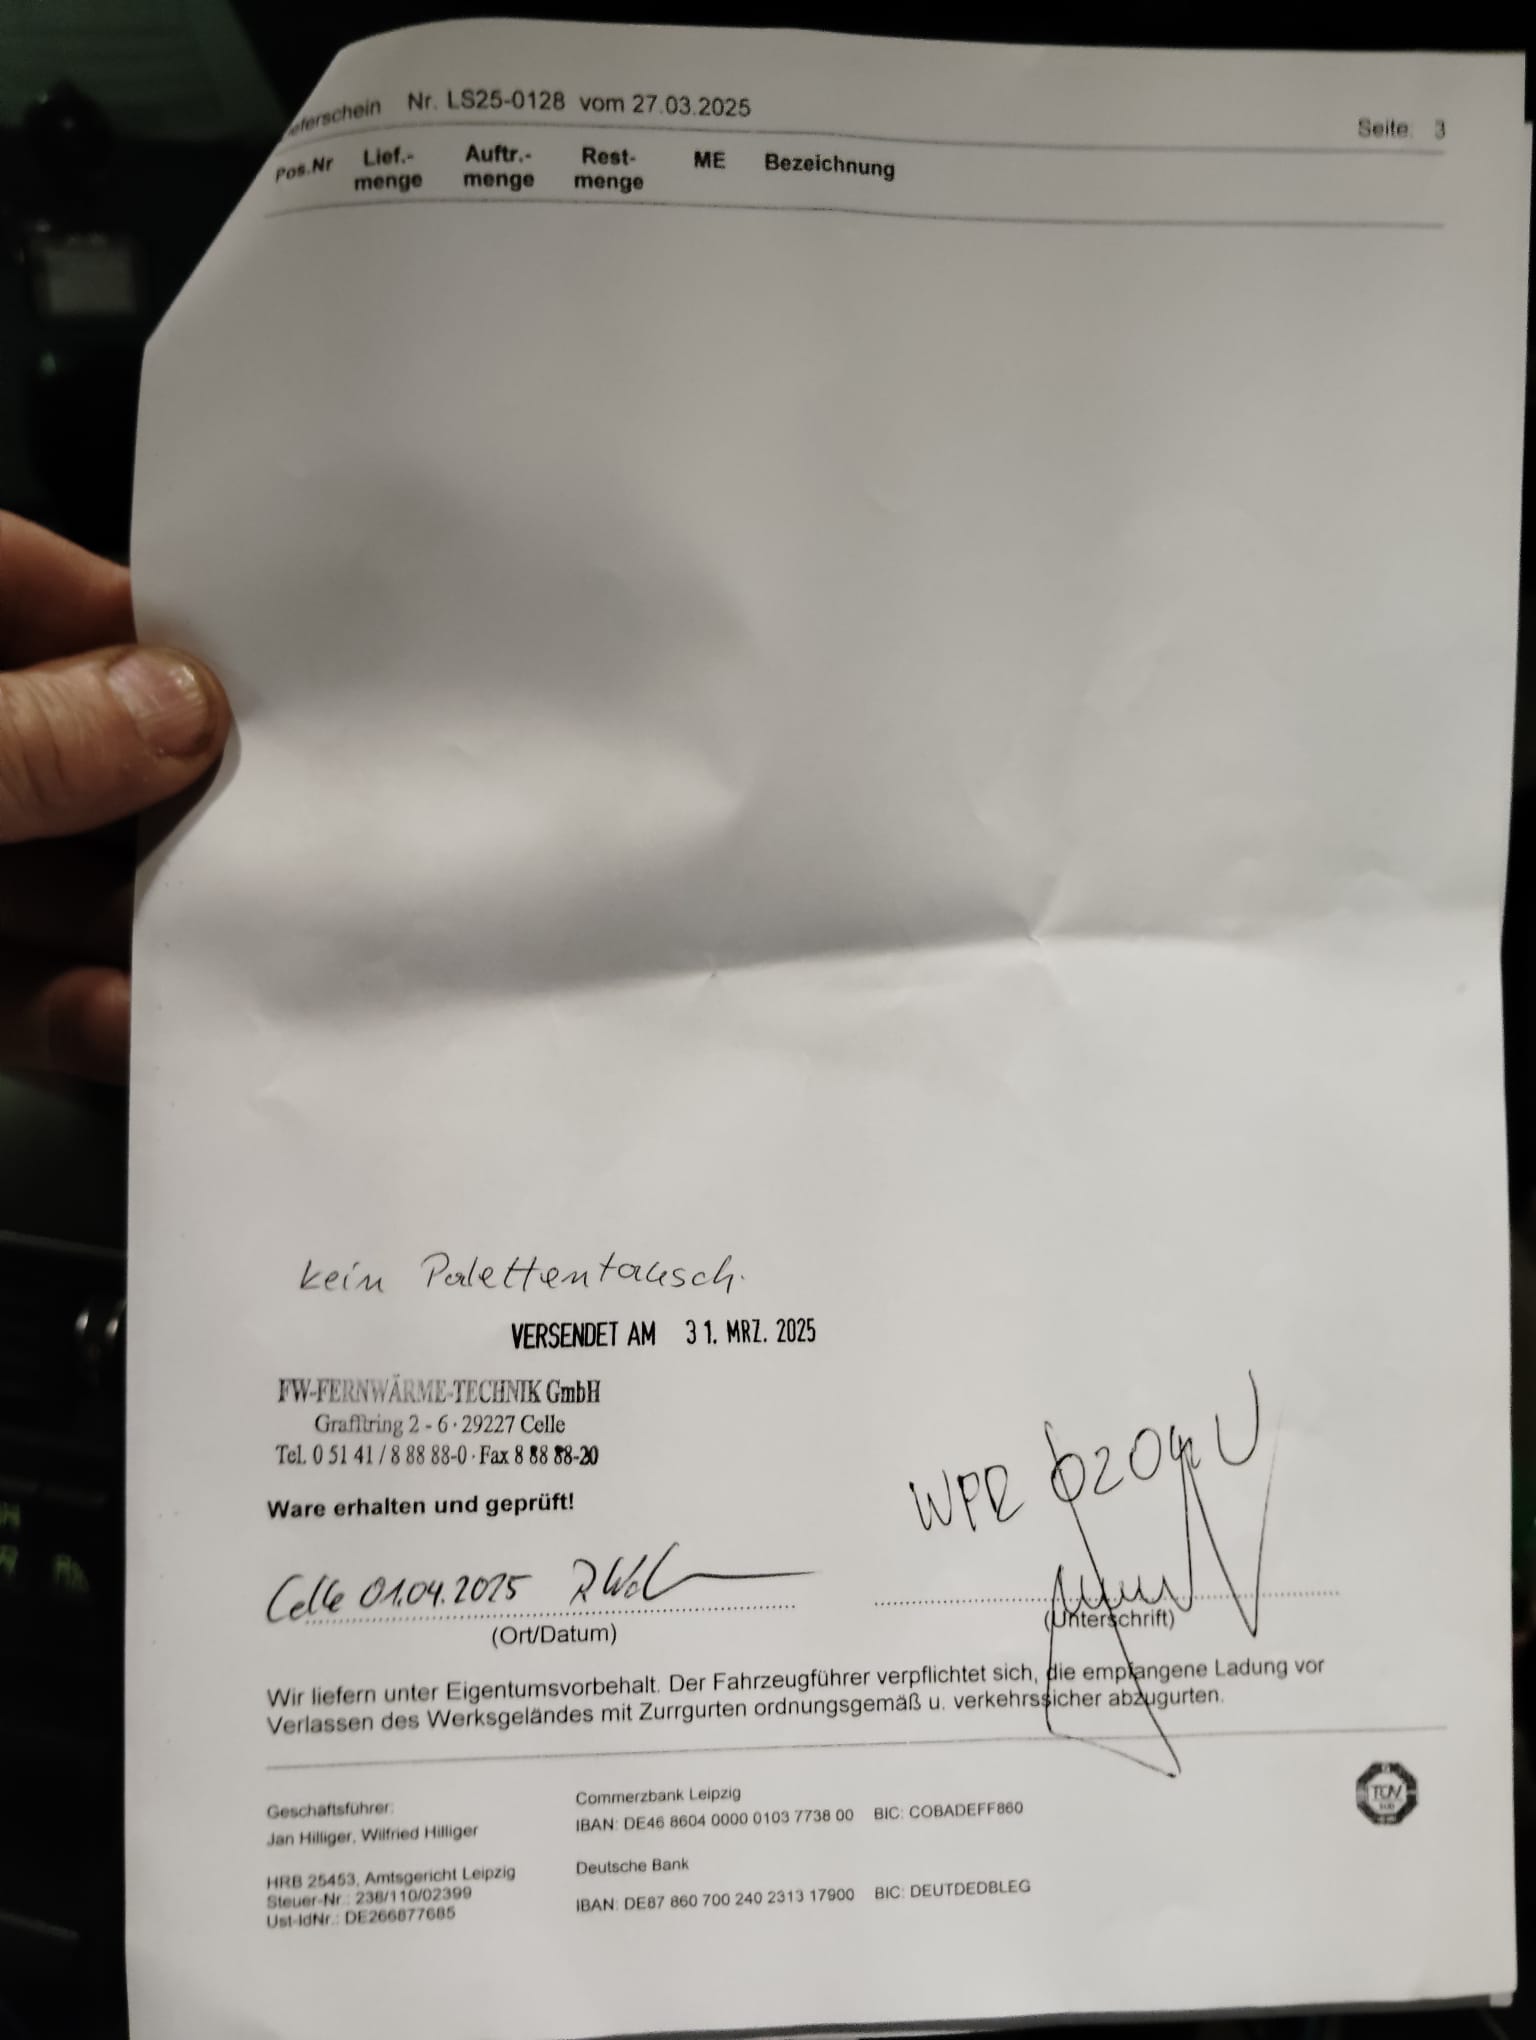 eferschein Nr. LS25-0128 vom 27.03.2025
Seite: 3
Pos.Nr Lief.-menge Auftr.-menge Rest-menge ME Bezeichnung
kein Palettentausch.
VERSENDET AM 31. MRZ. 2025
FW-FERNWÄRME-TECHNIK GmbH
Grafftring 2 - 6 · 29227 Celle
Tel. 0 51 41 / 8 88 88-0 · Fax 8 88 88-20
Ware erhalten und geprüft!
WPR
Celle 01.04.2025
(Ort/Datum)
(Unterschrift)
Wir liefern unter Eigentumsvorbehalt. Der Fahrzeugführer verpflichtet sich, die empfangene Ladung vor
Verlassen des Werksgeländes mit Zurrgurten ordnungsgemäß u. verkehrssicher abzugurten.
Geschäftsführer:
Jan Hilliger, Wilfried Hilliger
HRB 25453, Amtsgericht Leipzig
Steuer-Nr.: 238/110/02399
Ust-IdNr.: DE266877685
Commerzbank Leipzig
IBAN: DE46 8604 0000 0103 7738 00 BIC: COBADEFF860
Deutsche Bank
IBAN: DE87 860 700 240 2313 17900 BIC: DEUTDEDBLEG
TÜV